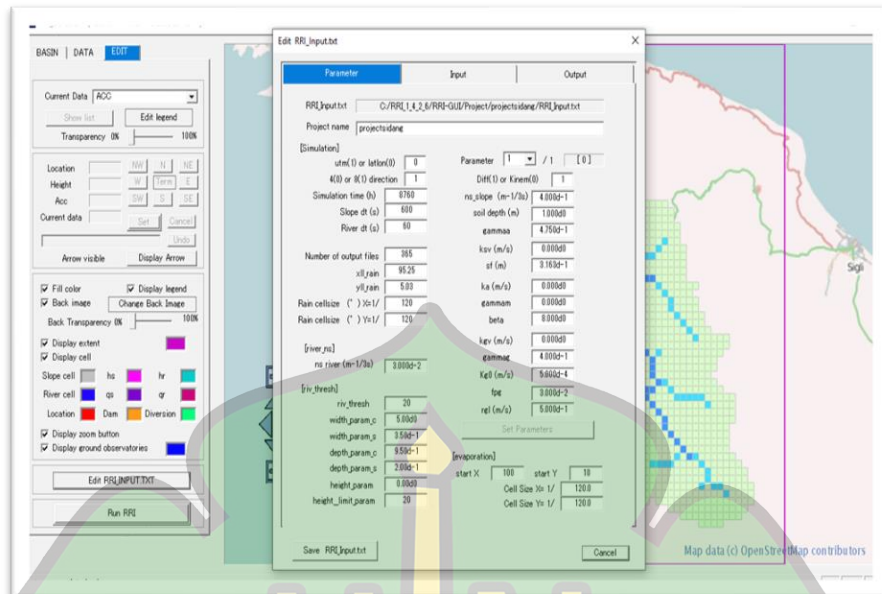 Edit RRI_Input.txt
BASIN | DATA | EDIT
Current Data ACC
Show list Edit legend
Transparency 0% 100%
Location NW N NE
Height W Term E
Acc SW S SE
Current data Set Cancel
Undo
Arrow visible Display Arrow
Fill color Display legend
Back image Change Back Image
Back Transparency 0% 100%
Display extent
Display cell
Slope cell hs hr
River cell qs qr
Location Dam Diversion
Display zoom button
Display ground observatories
Edit RRI_INPUT.TXT
Run RRI
Parameter Input Output
RRI_Input.txt C:/RRI_1_4_2_6/RRI-GUI/Project/projectsidang/RRI_Input.txt
Project name projectsidang
[Simulation]
utm(1) or latlon(0) 0
4(0) or 8(1) direction 1
Simulation time (h) 8760
Slope dt (s) 600
River dt (s) 60
Number of output files 365
xll_rain 95.25
yll_rain 5.03
Rain cellsize (°) X=1/ 120
Rain cellsize (°) Y=1/ 120
[river_ns]
ns_river (m-1/3s) 3.000d-2
[riv_thresh]
riv_thresh 20
width_param_c 5.00d0
width_param_s 3.50d-1
depth_param_c 9.50d-1
depth_param_s 2.00d-1
height_param 0.00d0
height_limit_param 20
Parameter 1 / 1 [ 0 ]
Diff(1) or Kinem(0) 1
ns_slope (m-1/3s) 4.000d-1
soil depth (m) 1.000d0
gammaa 4.750d-1
ksv (m/s) 0.000d0
sf (m) 3.163d-1
ka (m/s) 0.000d0
gammam 0.000d0
beta 8.000d0
kgv (m/s) 0.000d0
gammag 4.000d-1
Kg0 (m/s) 5.000d-4
fpg 3.000d-2
rgl (m/s) 5.000d-1
Set Parameters
[evaporation]
start X 100 start Y 10
Cell Size X= 1/ 120.0
Cell Size Y= 1/ 120.0
Save RRI_Input.txt Cancel
Sigli
Map data (c) OpenStreetMap contributors